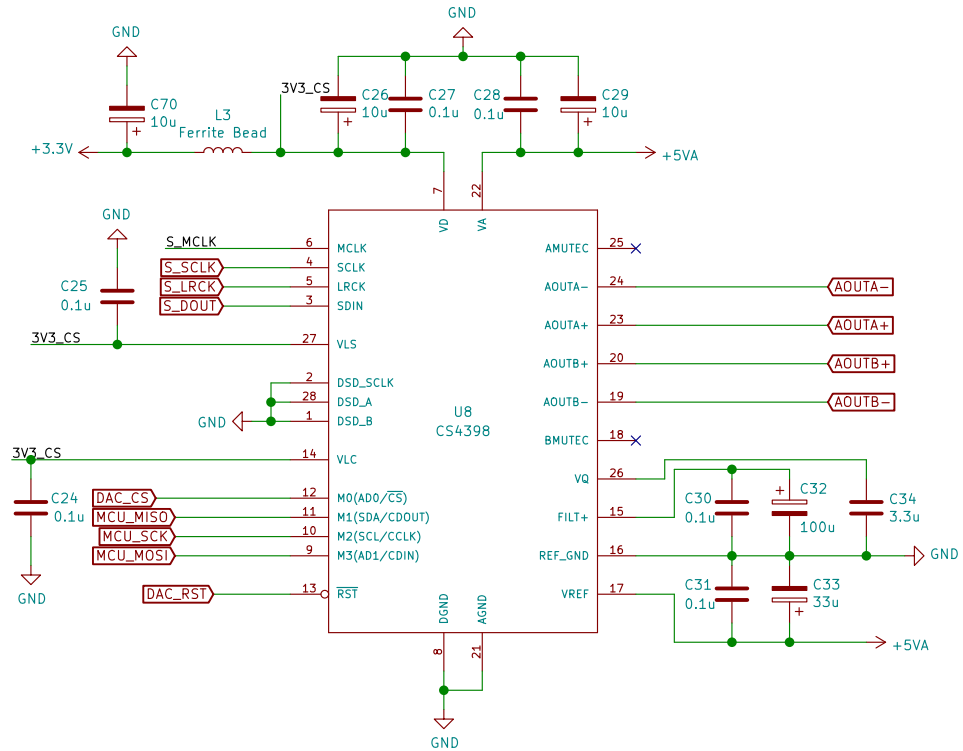 GND
GND
C70
10u
L3
Ferrite Bead
3V3_CS
C26
10u
C27
0.1u
C28
0.1u
C29
10u
+3.3V
+5VA
7
22
VD
VA
GND
C25
0.1u
S_MCLK
6
MCLK
S_SCLK
4
SCLK
S_LRCK
5
LRCK
S_DOUT
3
SDIN
3V3_CS
27
VLS
2
DSD_SCLK
28
DSD_A
GND
1
DSD_B
U8
CS4398
3V3_CS
14
VLC
C24
0.1u
GND
DAC_CS
12
M0(AD0/CS)
MCU_MISO
11
M1(SDA/CDOUT)
MCU_SCK
10
M2(SCL/CCLK)
MCU_MOSI
9
M3(AD1/CDIN)
DAC_RST
13
RST
AMUTEC
25
AOUTA-
24
AOUTA-
AOUTA+
23
AOUTA+
AOUTB+
20
AOUTB+
AOUTB-
19
AOUTB-
BMUTEC
18
VQ
26
FILT+
15
REF_GND
16
VREF
17
C30
0.1u
C32
100u
C34
3.3u
GND
C31
0.1u
C33
33u
+5VA
DGND
AGND
8
21
GND